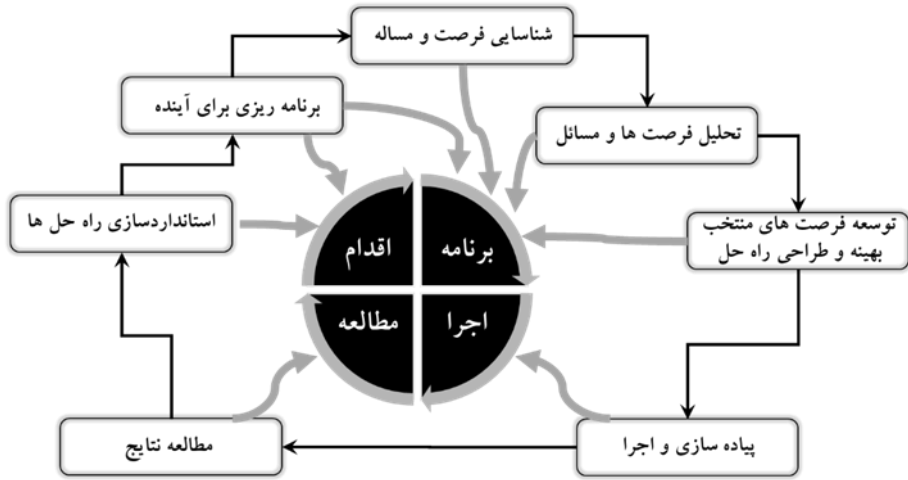 شناسایی فرصت و مساله
برنامه ریزی برای آینده
تحلیل فرصت ها و مسائل
استانداردسازی راه حل ها
توسعه فرصت های منتخب
بهینه و طراحی راه حل
برنامه
اقدام
اجرا
مطالعه
پیاده سازی و اجرا
مطالعه نتایج